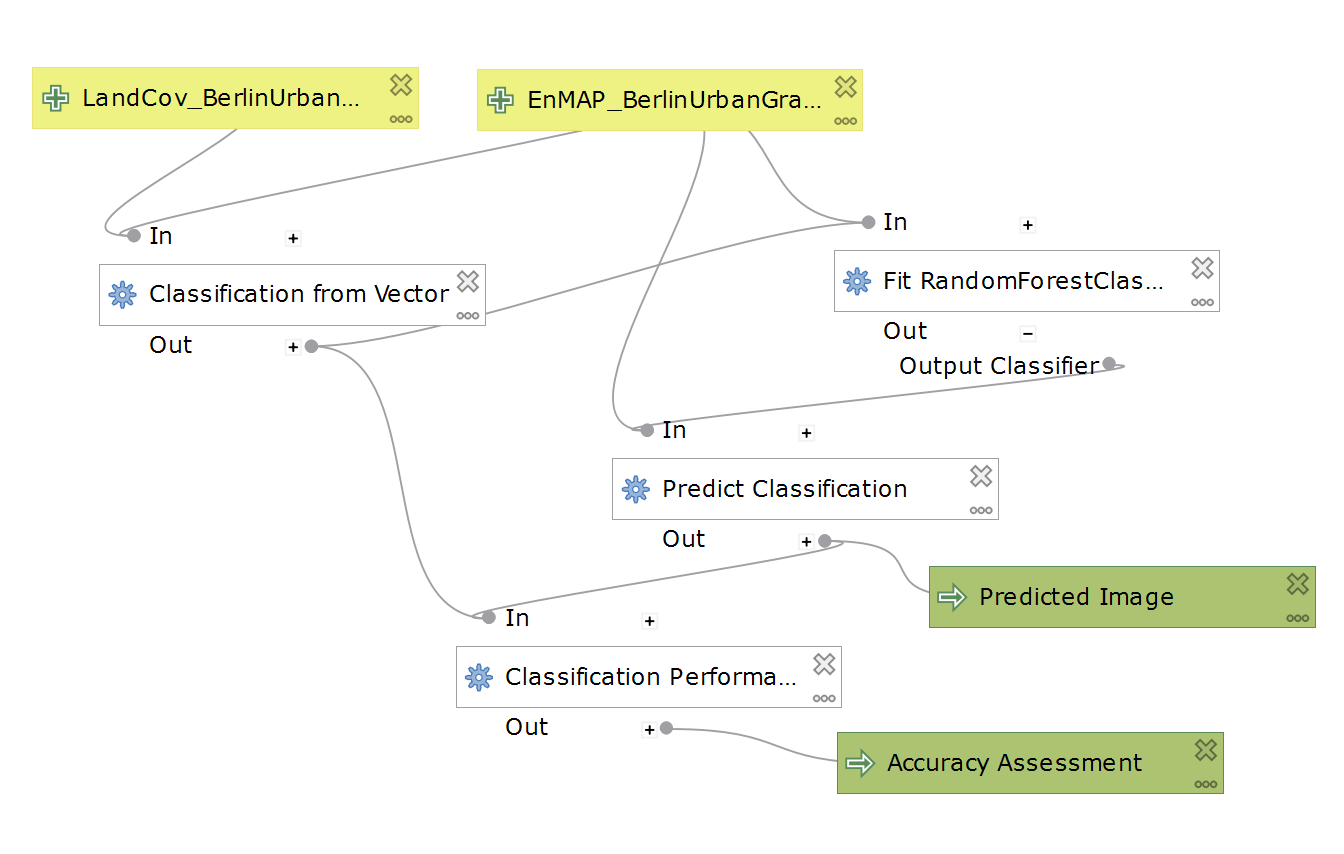 LandCov_BerlinUrban...
EnMAP_BerlinUrbanGra...
In
In
Classification from Vector
Fit RandomForestClas...
Out
Out
Output Classifier
In
Predict Classification
Out
Predicted Image
In
Classification Performa...
Out
Accuracy Assessment